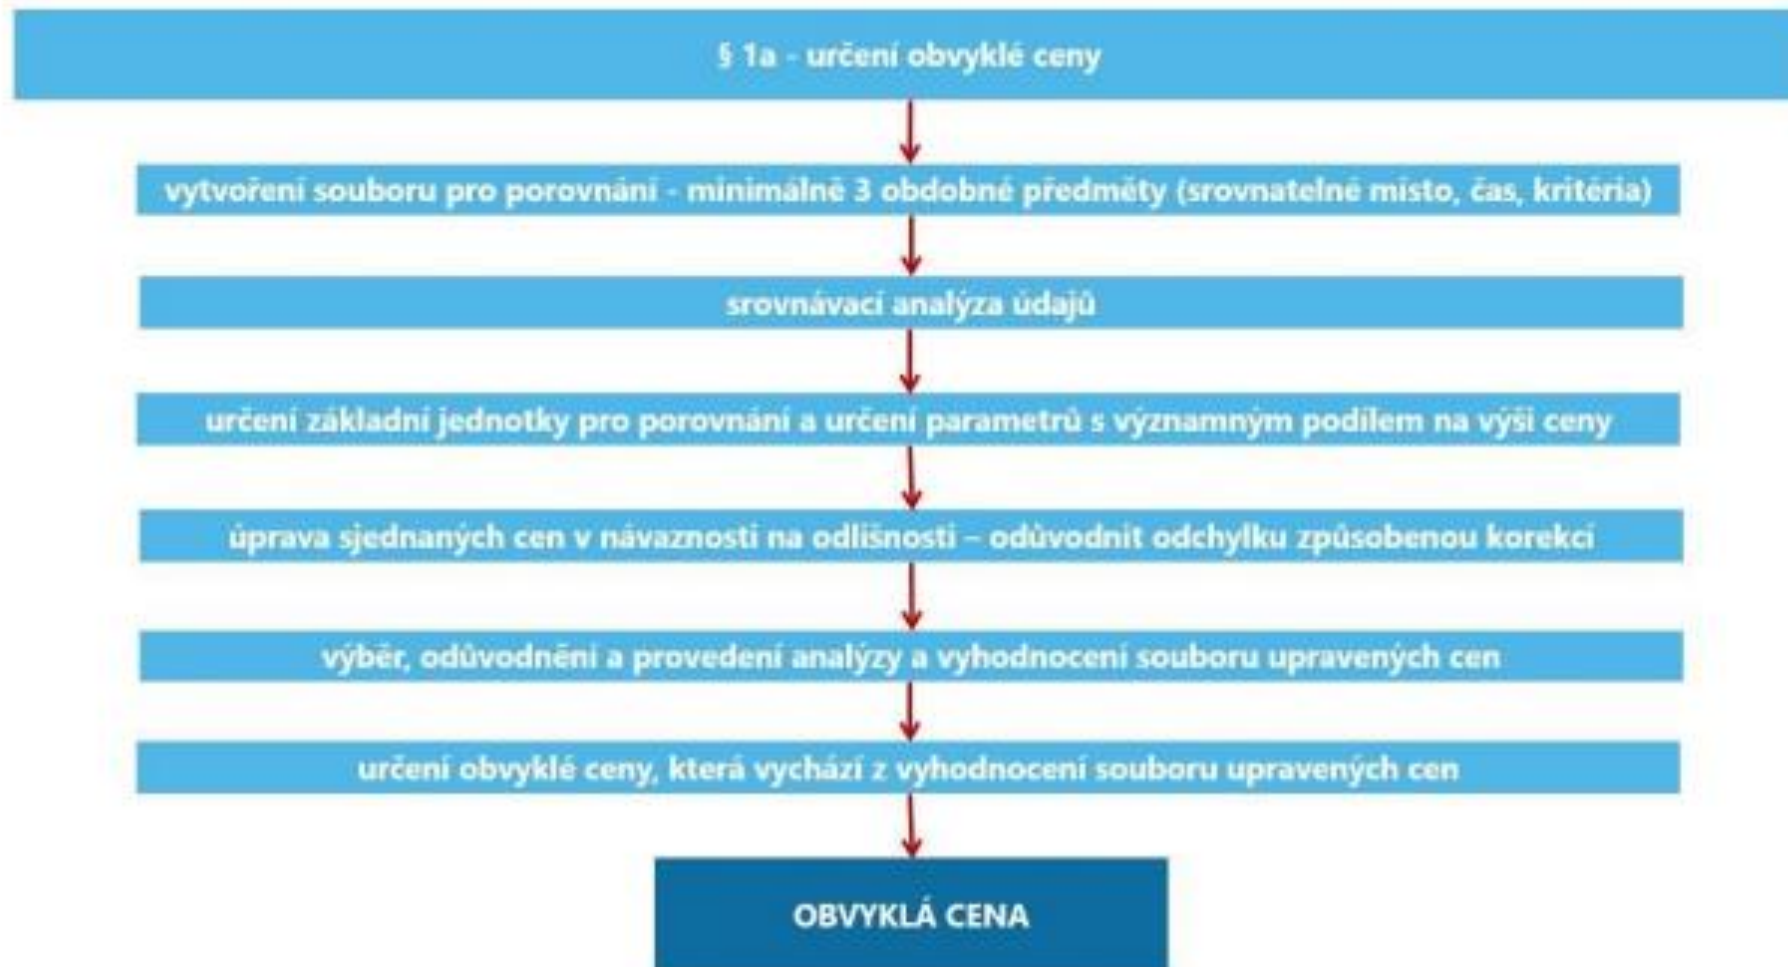 § 1a - určení obvyklé ceny
vytvoření souboru pro porovnání - minimálně 3 obdobné předměty (srovnatelné místo, čas, kritéria)
srovnávací analýza údajů
určení základní jednotky pro porovnání a určení parametrů s významným podílem na výši ceny
úprava sjednaných cen v návaznosti na odlišnosti – odůvodnit odchylku způsobenou korekcí
výběr, odůvodnění a provedení analýzy a vyhodnocení souboru upravených cen
určení obvyklé ceny, která vychází z vyhodnocení souboru upravených cen
OBVYKLÁ CENA